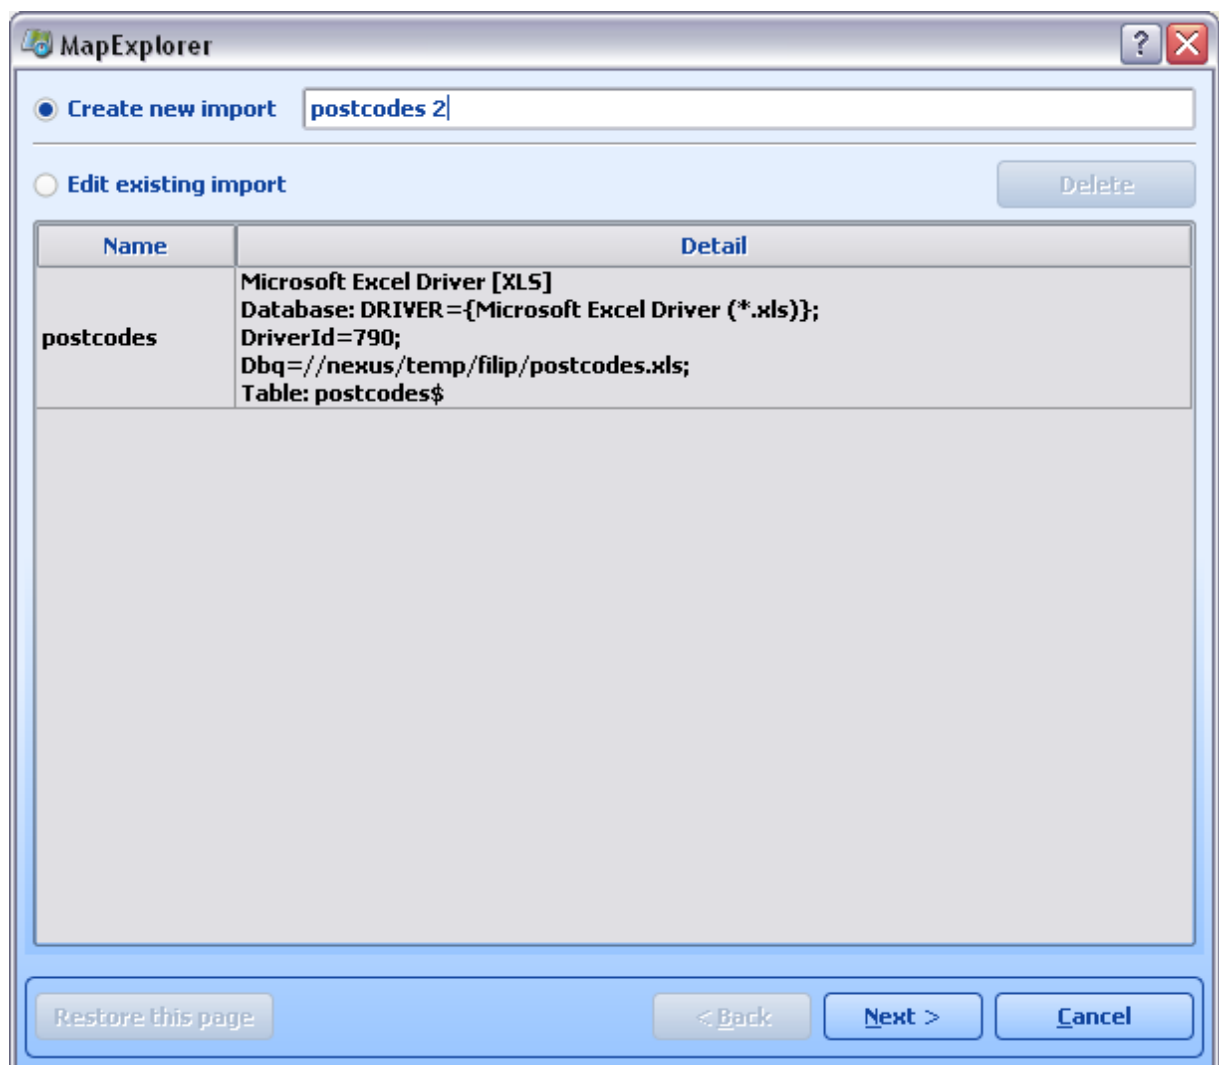 MapExplorer
?
Create new import
postcodes 2
Edit existing import
Delete
Name
Detail
postcodes
Microsoft Excel Driver [XLS]
Database: DRIVER={Microsoft Excel Driver (*.xls)};
DriverId=790;
Dbq=//nexus/temp/filip/postcodes.xls;
Table: postcodes$
Restore this page
< Back
Next >
Cancel